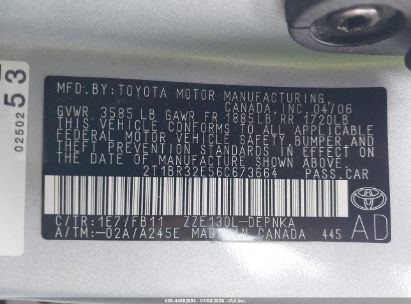 MFD. BY: TOYOTA MOTOR MANUFACTURING
CANADA, INC. 04/06
GVWR 3585 LB GAWR FR 1885LB RR 1720LB
THIS VEHICLE CONFORMS TO ALL APPLICABLE
FEDERAL MOTOR VEHICLE SAFETY, BUMPER AND
THEFT PREVENTION STANDARDS IN EFFECT ON
THE DATE OF MANUFACTURE SHOWN ABOVE.
2T1BR32E56C673664 PASS.CAR
C/TR:1E7/FB11 ZZE130L-DEPNKA
A/TM:-02A/A245E MADE IN CANADA 445
AD
TOYOTA
0250253